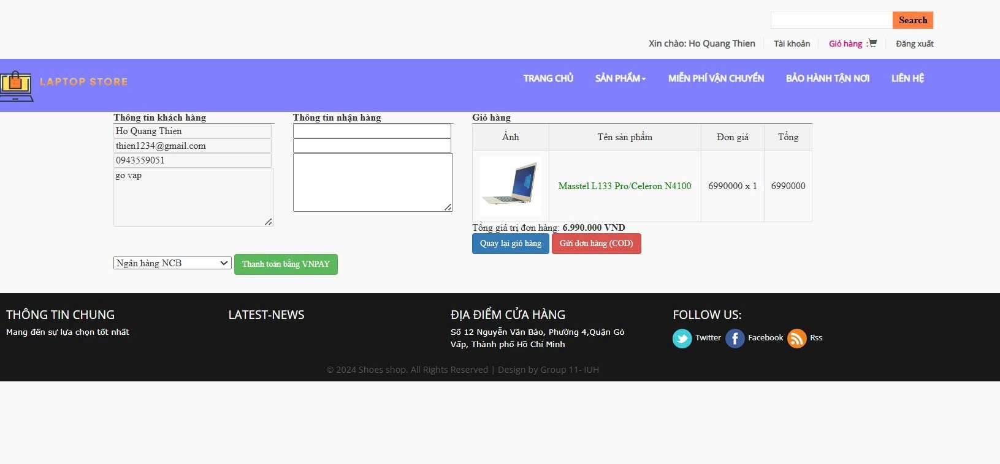 Search
Xin chào: Ho Quang Thien Tài khoản Giỏ hàng : Đăng xuất
LAPTOP STORE TRANG CHỦ SẢN PHẨM MIỄN PHÍ VẬN CHUYỂN BẢO HÀNH TẬN NƠI LIÊN HỆ
Thông tin khách hàng
Ho Quang Thien
thien1234@gmail.com
0943559051
go vap
Thông tin nhận hàng
Giỏ hàng
Ảnh Tên sản phẩm Đơn giá Tổng
Masstel L133 Pro/Celeron N4100 6990000 x 1 6990000
Tổng giá trị đơn hàng: 6.990.000 VND
Quay lại giỏ hàng Gửi đơn hàng (COD)
Ngân hàng NCB Thanh toán bằng VNPAY
THÔNG TIN CHUNG
Mang đến sự lựa chọn tốt nhất
LATEST-NEWS
ĐỊA ĐIỂM CỬA HÀNG
Số 12 Nguyễn Văn Bảo, Phường 4,Quận Gò
Vấp, Thành phố Hồ Chí Minh
FOLLOW US:
Twitter Facebook Rss
© 2024 Shoes shop. All Rights Reserved | Design by Group 11- IUH